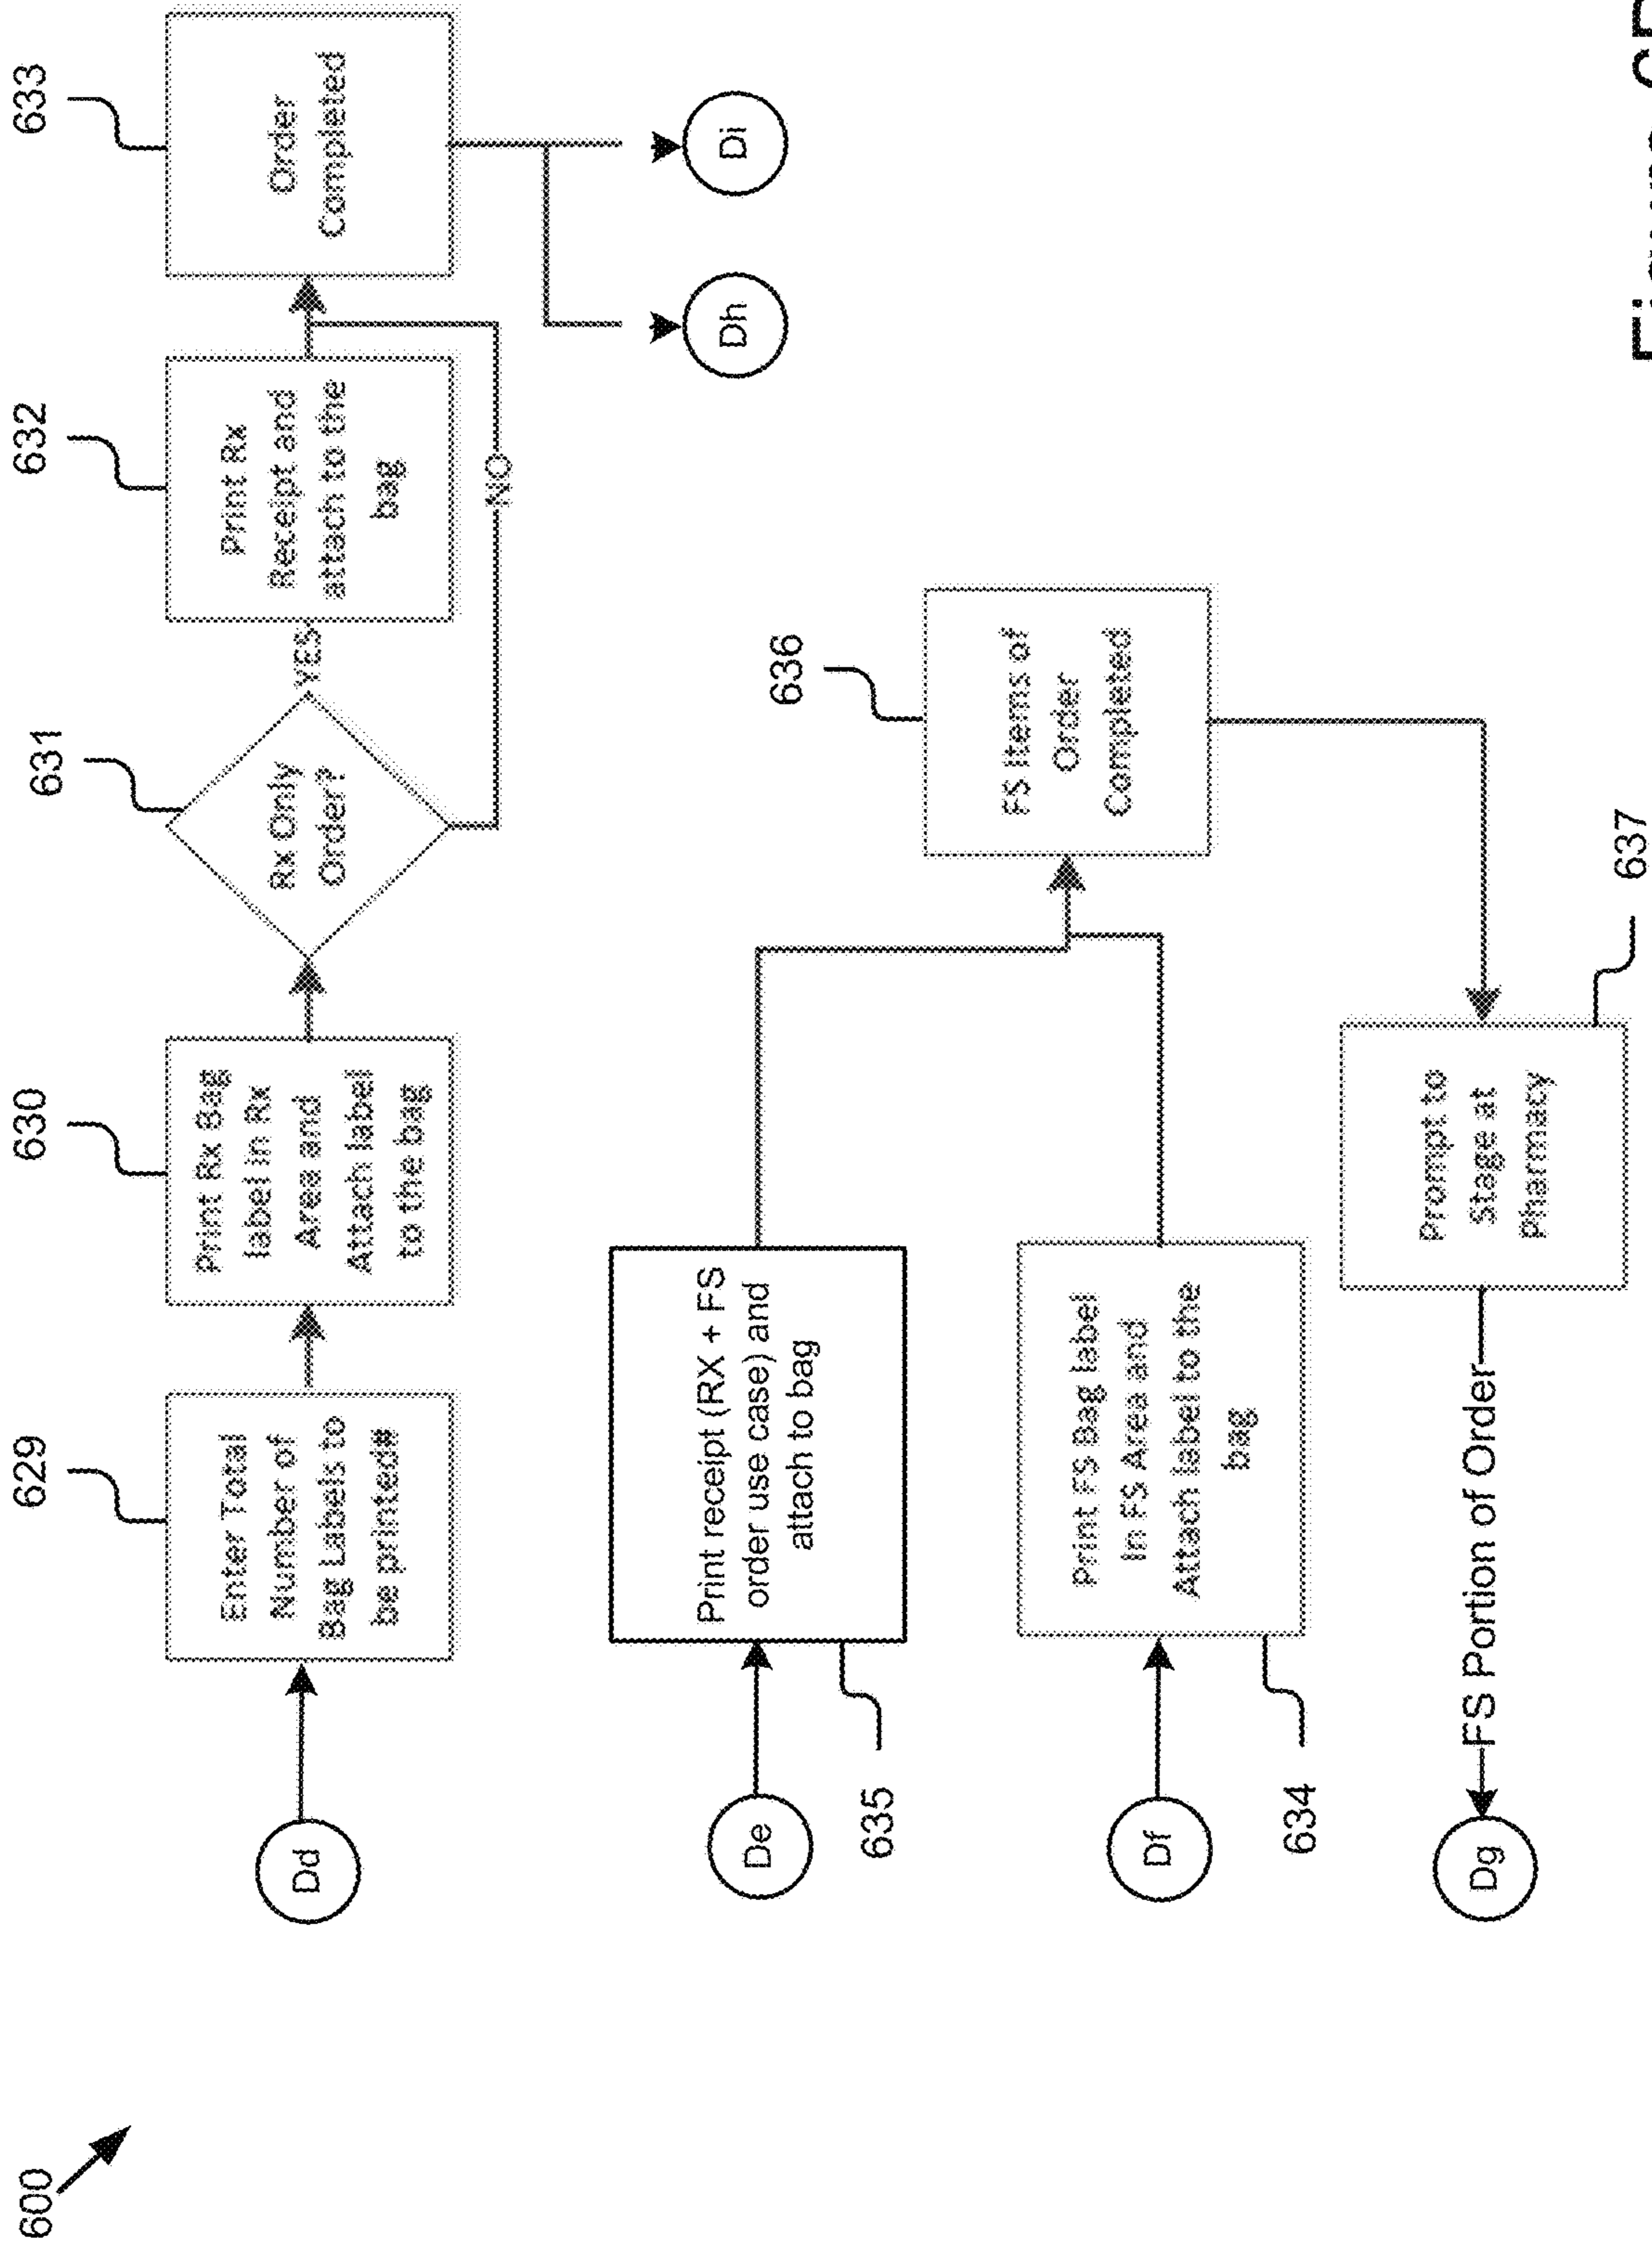 600
Dd
629
Enter Total
Number of
Bag Labels to
be printed#
630
Print Rx Bag
label in Rx
Area and
Attach label
to the bag
631
Rx Only
Order?
YES
NO
632
Print Rx
Receipt and
attach to the
bag
633
Order
Completed
Dh
Di
De
635
Print receipt (RX + FS
order use case) and
attach to bag
Df
634
Print FS Bag label
In FS Area and
Attach label to the
bag
636
FS Items of
Order
Completed
637
Prompt to
Stage at
Pharmacy
FS Portion of Order
Dg